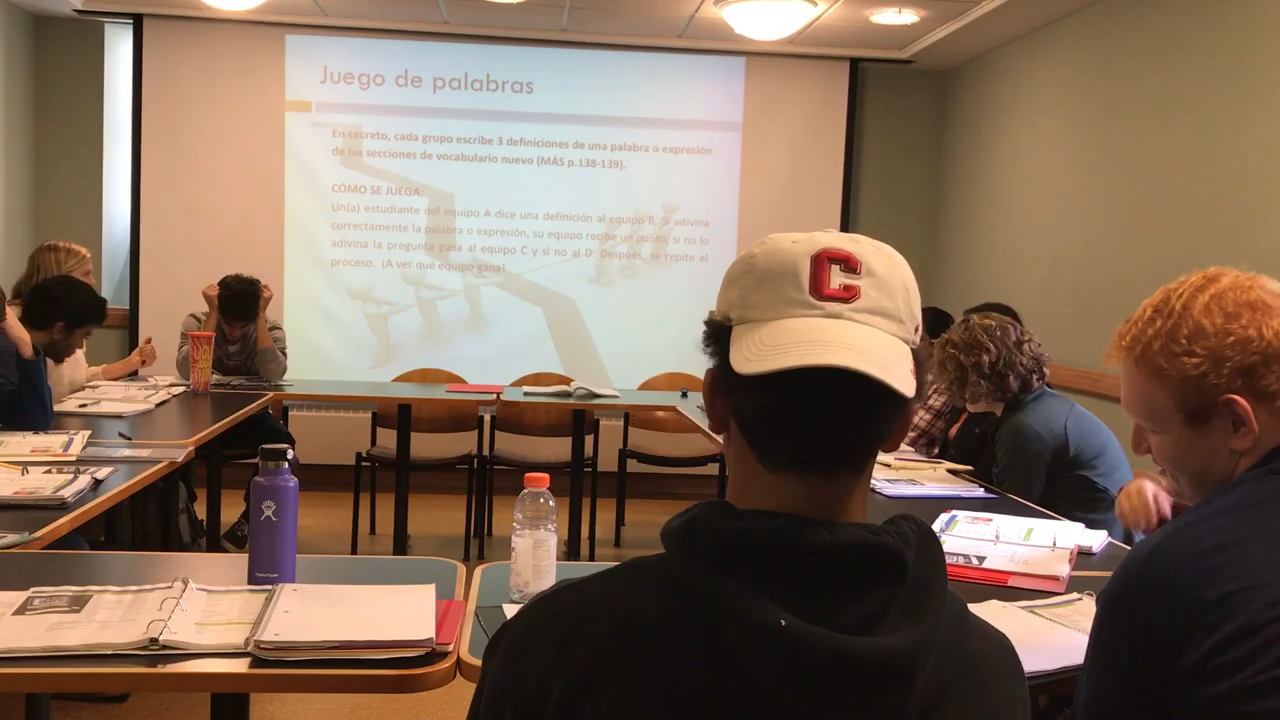 Juego de palabras
En secreto, cada grupo escribe 3 definiciones de una palabra o expresión
de las secciones de vocabulario nuevo (MÁS p.138-139).
CÓMO SE JUEGA:
Un(a) estudiante del equipo A dice una definición al equipo B. Si adivina
correctamente la palabra o expresión, su equipo recibe un punto, si no lo
adivina la pregunta pasa al equipo C y si no al D. Después, se repite el
proceso. ¡A ver qué equipo gana!
C